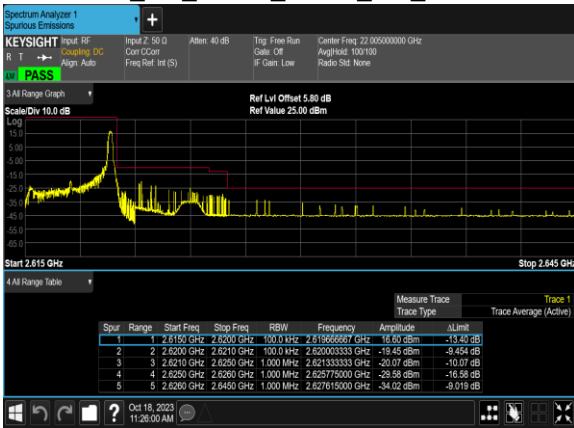 Spectrum Analyzer 1
Spurious Emissions
+
KEYSIGHT Input: RF Input Z: 50 Ω Atten: 40 dB Trig: Free Run Center Freq: 22.005000000 GHz
R T Coupling: DC Corr CCorr Gate: Off Avg|Hold: 100/100
Align: Auto Freq Ref: Int (S) IF Gain: Low Radio Std: None
PASS
3 All Range Graph
Ref Lvl Offset 5.80 dB
Scale/Div 10.0 dB Ref Value 25.00 dBm
Log
15.0
5.00
-5.00
-15.0
-25.0
-35.0
-45.0
-55.0
-65.0
Start 2.615 GHz Stop 2.645 GHz
4 All Range Table
Measure Trace Trace 1
Trace Type Trace Average (Active)
Spur Range Start Freq Stop Freq RBW Frequency Amplitude ΔLimit
1 1 2.6150 GHz 2.6200 GHz 100.0 kHz 2.619666667 GHz 16.60 dBm -13.40 dB
2 2 2.6200 GHz 2.6210 GHz 100.0 kHz 2.620003333 GHz -19.45 dBm -9.454 dB
3 3 2.6210 GHz 2.6250 GHz 1.000 MHz 2.621333333 GHz -20.07 dBm -10.07 dB
4 4 2.6250 GHz 2.6260 GHz 1.000 MHz 2.625775000 GHz -29.58 dBm -16.58 dB
5 5 2.6260 GHz 2.6450 GHz 1.000 MHz 2.627615000 GHz -34.02 dBm -9.019 dB
? Oct 18, 2023
11:26:00 AM